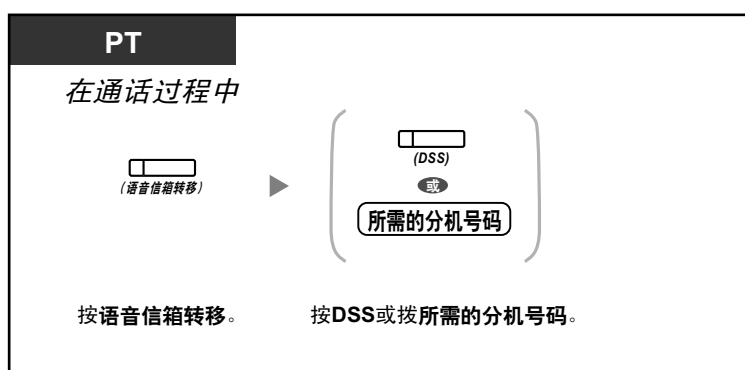 PT
在通话过程中
(语音信箱转移)
(DSS)
或
所需的分机号码
按语音信箱转移。
按DSS或拨所需的分机号码。